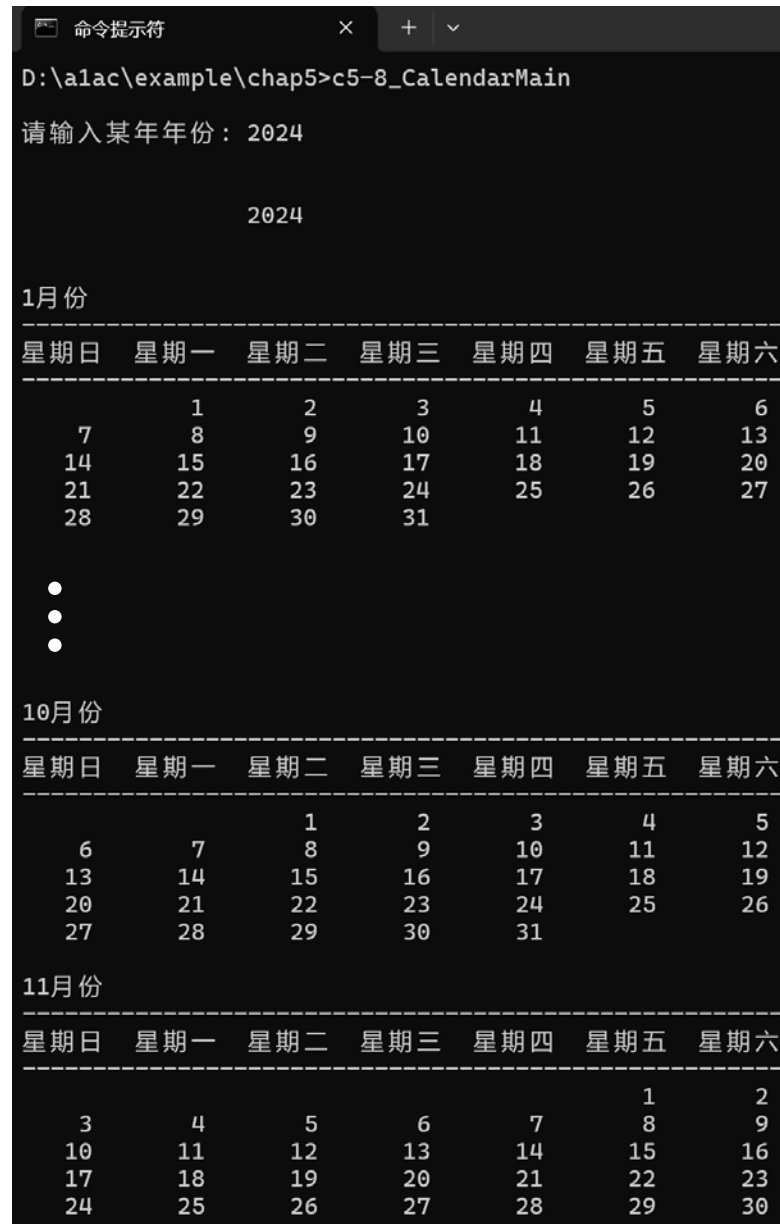 命令提示符
D:\a1ac\example\chap5>c5-8_CalendarMain
请输入某年年份: 2024
2024
1月份
-------------------------------------------------------
星期日 星期一 星期二 星期三 星期四 星期五 星期六
-------------------------------------------------------
1 2 3 4 5 6
7 8 9 10 11 12 13
14 15 16 17 18 19 20
21 22 23 24 25 26 27
28 29 30 31
10月份
-------------------------------------------------------
星期日 星期一 星期二 星期三 星期四 星期五 星期六
-------------------------------------------------------
1 2 3 4 5
6 7 8 9 10 11 12
13 14 15 16 17 18 19
20 21 22 23 24 25 26
27 28 29 30 31
11月份
-------------------------------------------------------
星期日 星期一 星期二 星期三 星期四 星期五 星期六
-------------------------------------------------------
1 2
3 4 5 6 7 8 9
10 11 12 13 14 15 16
17 18 19 20 21 22 23
24 25 26 27 28 29 30